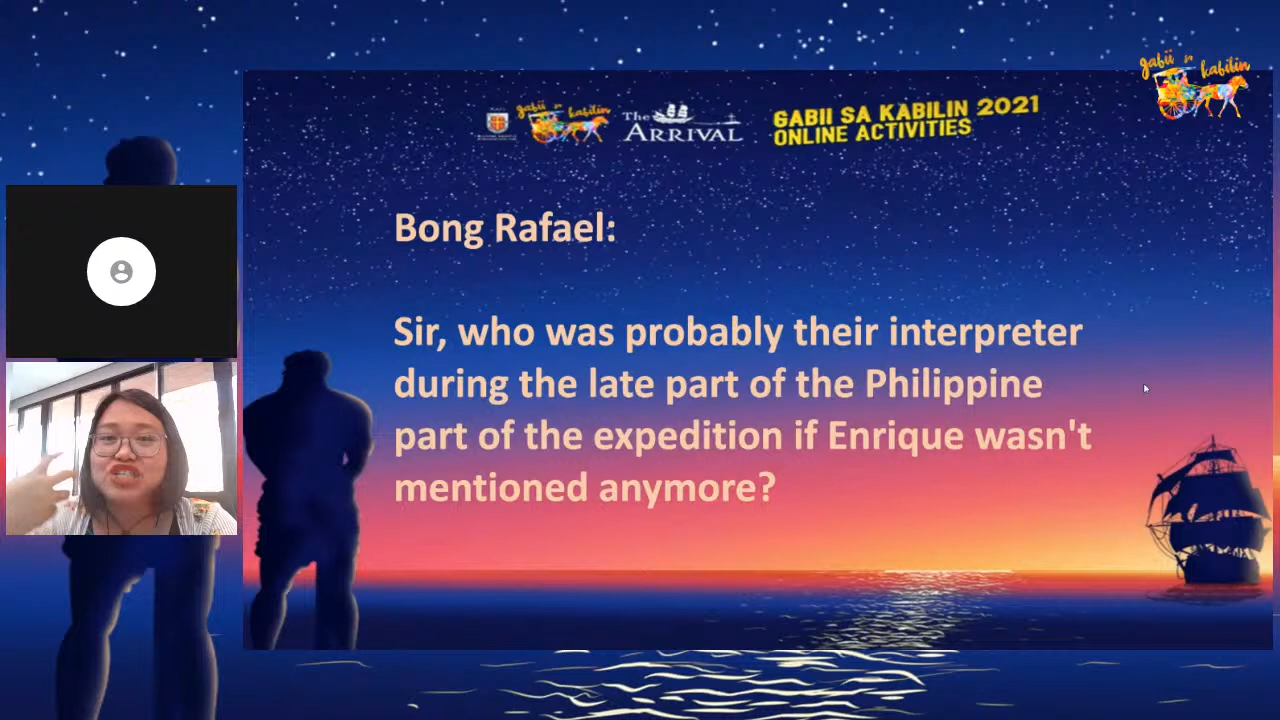 gabii sa kabilin
gabii sa kabilin
The
ARRIVAL
GABII SA KABILIN 2021
ONLINE ACTIVITIES
Bong Rafael:
Sir, who was probably their interpreter
during the late part of the Philippine
part of the expedition if Enrique wasn't
mentioned anymore?